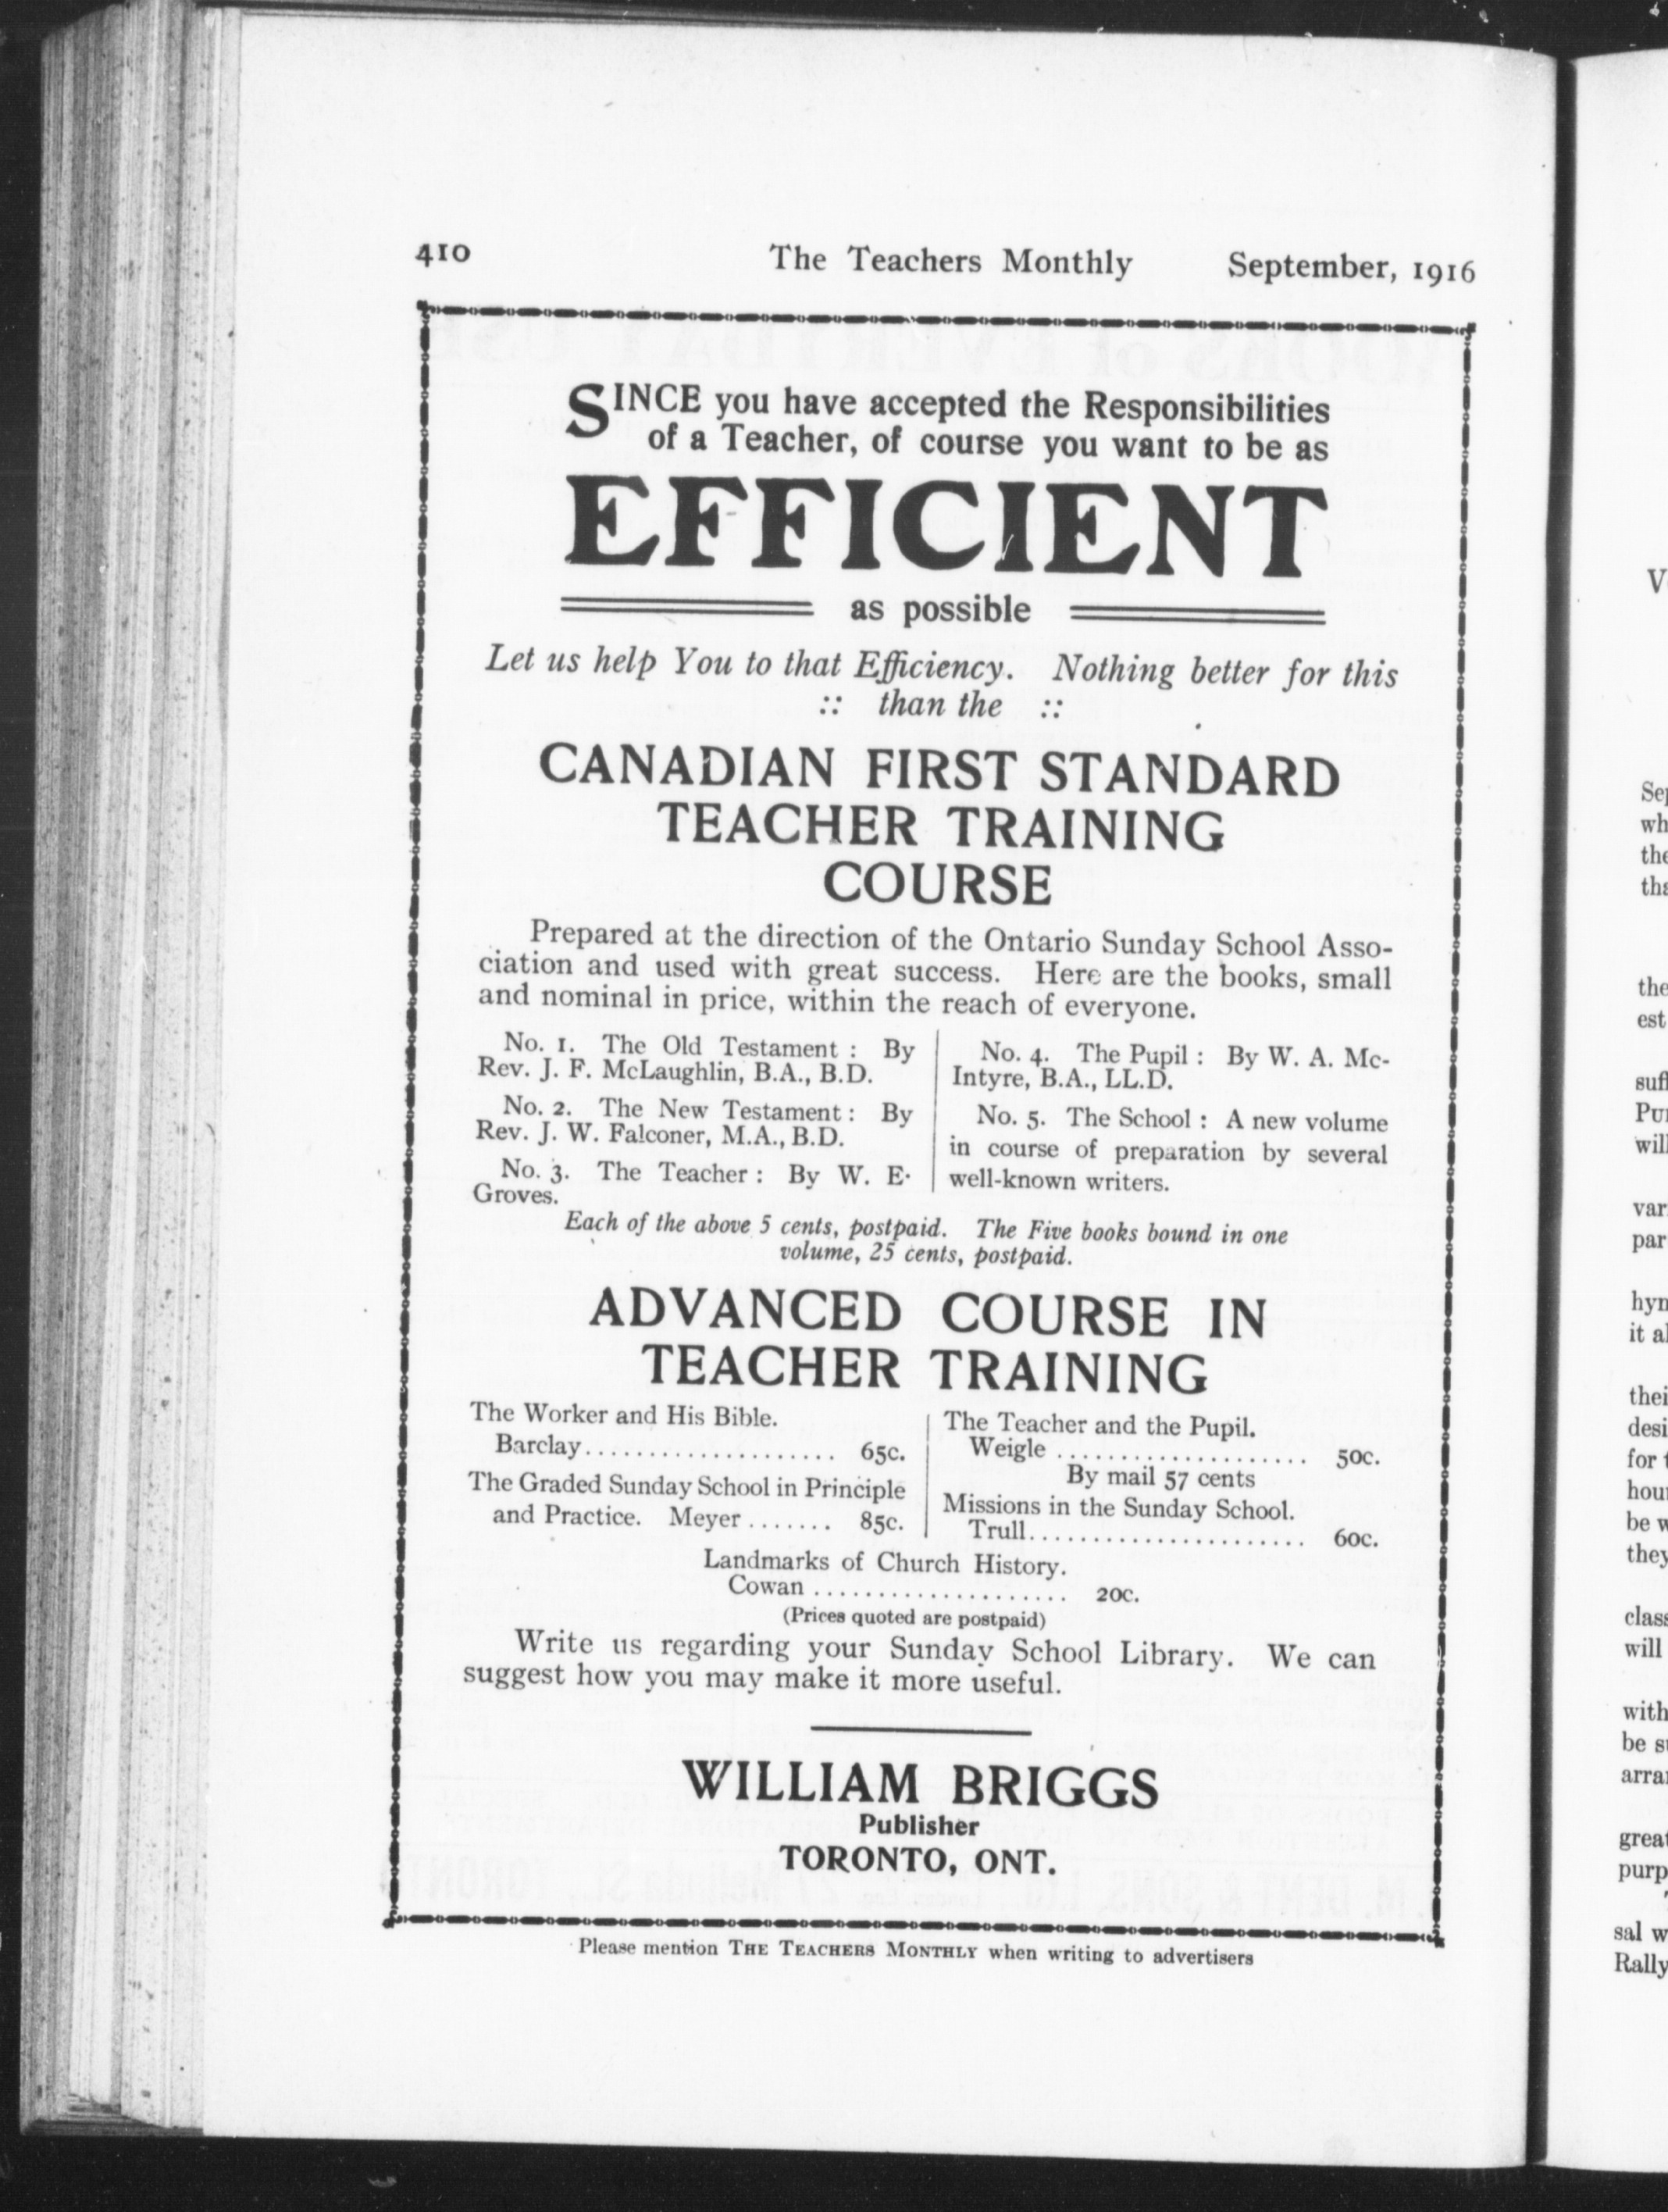 410 The Teachers Monthly September, 1916
SINCE you have accepted the Responsibilities
of a Teacher, of course you want to be as
EFFICIENT
as possible
Let us help You to that Efficiency. Nothing better for this
:: than the ::
CANADIAN FIRST STANDARD
TEACHER TRAINING
COURSE
Prepared at the direction of the Ontario Sunday School Asso-
ciation and used with great success. Here are the books, small
and nominal in price, within the reach of everyone.
No. 1. The Old Testament : By
Rev. J. F. McLaughlin, B.A., B.D.
No. 2. The New Testament : By
Rev. J. W. Falconer, M.A., B.D.
No. 3. The Teacher : By W. E.
Groves.
No. 4. The Pupil : By W. A. Mc-
Intyre, B.A., LL.D.
No. 5. The School : A new volume
in course of preparation by several
well-known writers.
Each of the above 5 cents, postpaid. The Five books bound in one
volume, 25 cents, postpaid.
ADVANCED COURSE IN
TEACHER TRAINING
The Worker and His Bible.
Barclay.................... 65c.
The Graded Sunday School in Principle
and Practice. Meyer ....... 85c.
The Teacher and the Pupil.
Weigle .................... 50c.
By mail 57 cents
Missions in the Sunday School.
Trull...................... 60c.
Landmarks of Church History.
Cowan .................... 20c.
(Prices quoted are postpaid)
Write us regarding your Sunday School Library. We can
suggest how you may make it more useful.
WILLIAM BRIGGS
Publisher
TORONTO, ONT.
Please mention THE TEACHERS MONTHLY when writing to advertisers